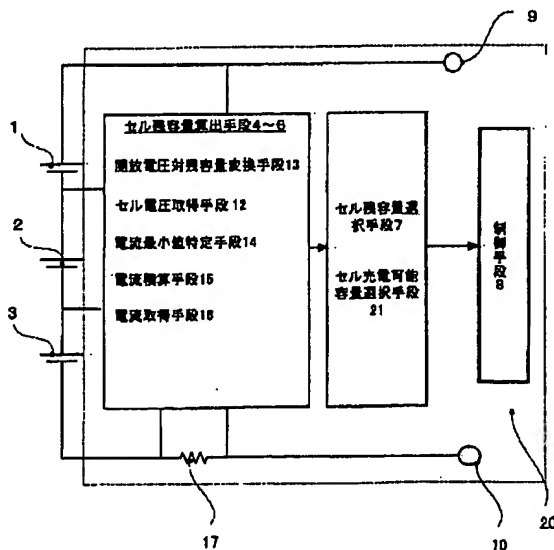 9
1
2
3
セル残容量算出手段4~6
開放電圧対残容量変換手段13
セル電圧取得手段12
電流最小値特定手段14
電流積算手段15
電流取得手段16
セル残容量選
択手段7
セル充電可能
容量選択手段
21
制御手段8
17
10
20